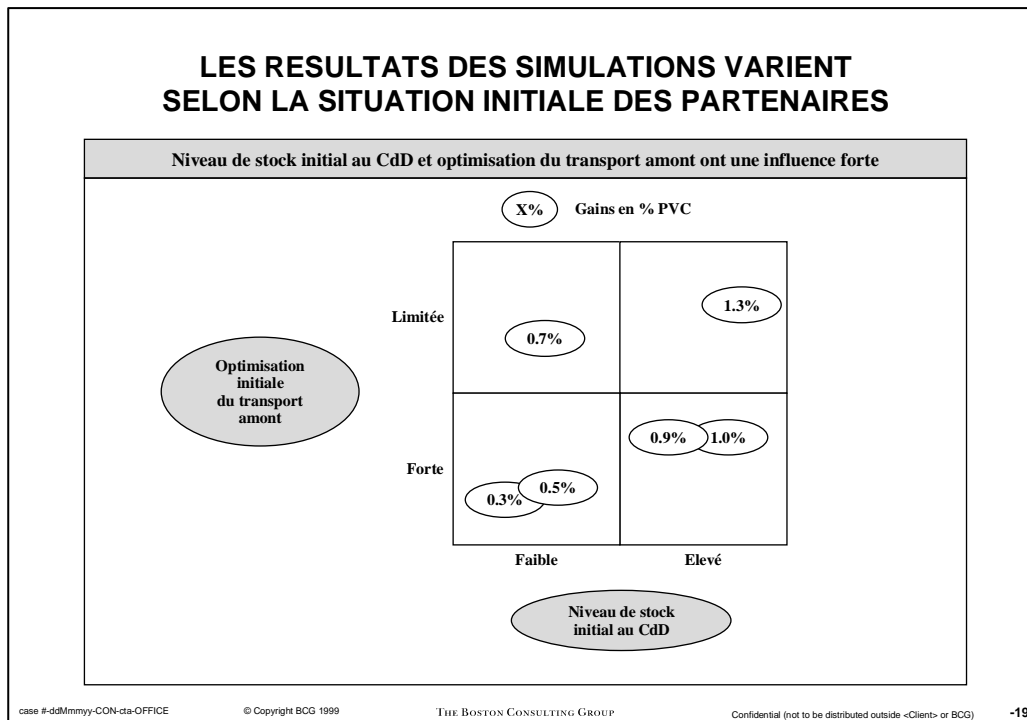 LES RESULTATS DES SIMULATIONS VARIENT
SELON LA SITUATION INITIALE DES PARTENAIRES
Niveau de stock initial au CdD et optimisation du transport amont ont une influence forte
X% Gains en % PVC
Limitée
1.3%
0.7%
Optimisation
initiale
du transport
amont
0.9% 1.0%
Forte
0.3% 0.5%
Faible Elevé
Niveau de stock
initial au CdD
case #-ddMmmyy-CON-cta-OFFICE © Copyright BCG 1999 THE BOSTON CONSULTING GROUP Confidential (not to be distributed outside <Client> or BCG) -19